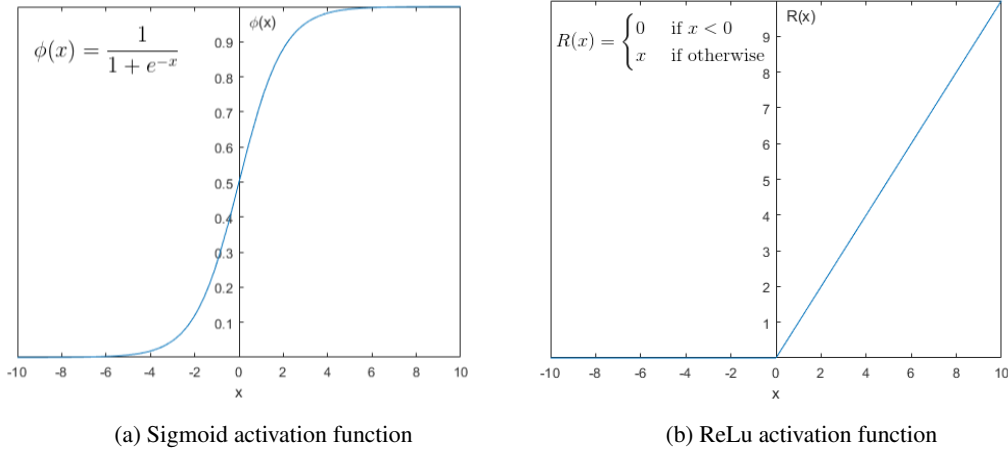 ϕ(x)
ϕ(x) = 1 / (1 + e^{-x})
0.9
0.8
0.7
0.6
0.5
0.4
0.3
0.2
0.1
-10 -8 -6 -4 -2 0 2 4 6 8 10
x
(a) Sigmoid activation function
R(x)
R(x) = { 0 if x < 0
x if otherwise
9
8
7
6
5
4
3
2
1
-10 -8 -6 -4 -2 0 2 4 6 8 10
x
(b) ReLu activation function